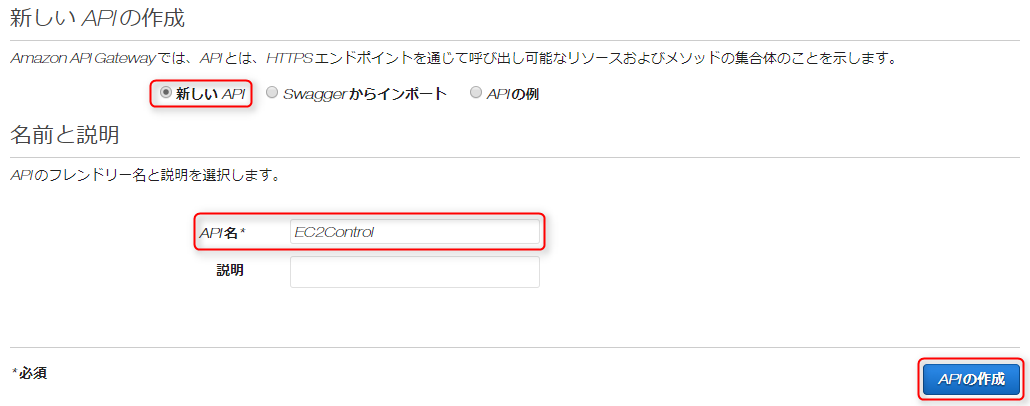 新しい APIの作成
Amazon API Gatewayでは、APIとは、HTTPSエンドポイントを通じて呼び出し可能なリソースおよびメソッドの集合体のことを示します。
新しい API Swaggerからインポート APIの例
名前と説明
APIのフレンドリー名と説明を選択します。
API名* EC2Control
説明
*必須 APIの作成